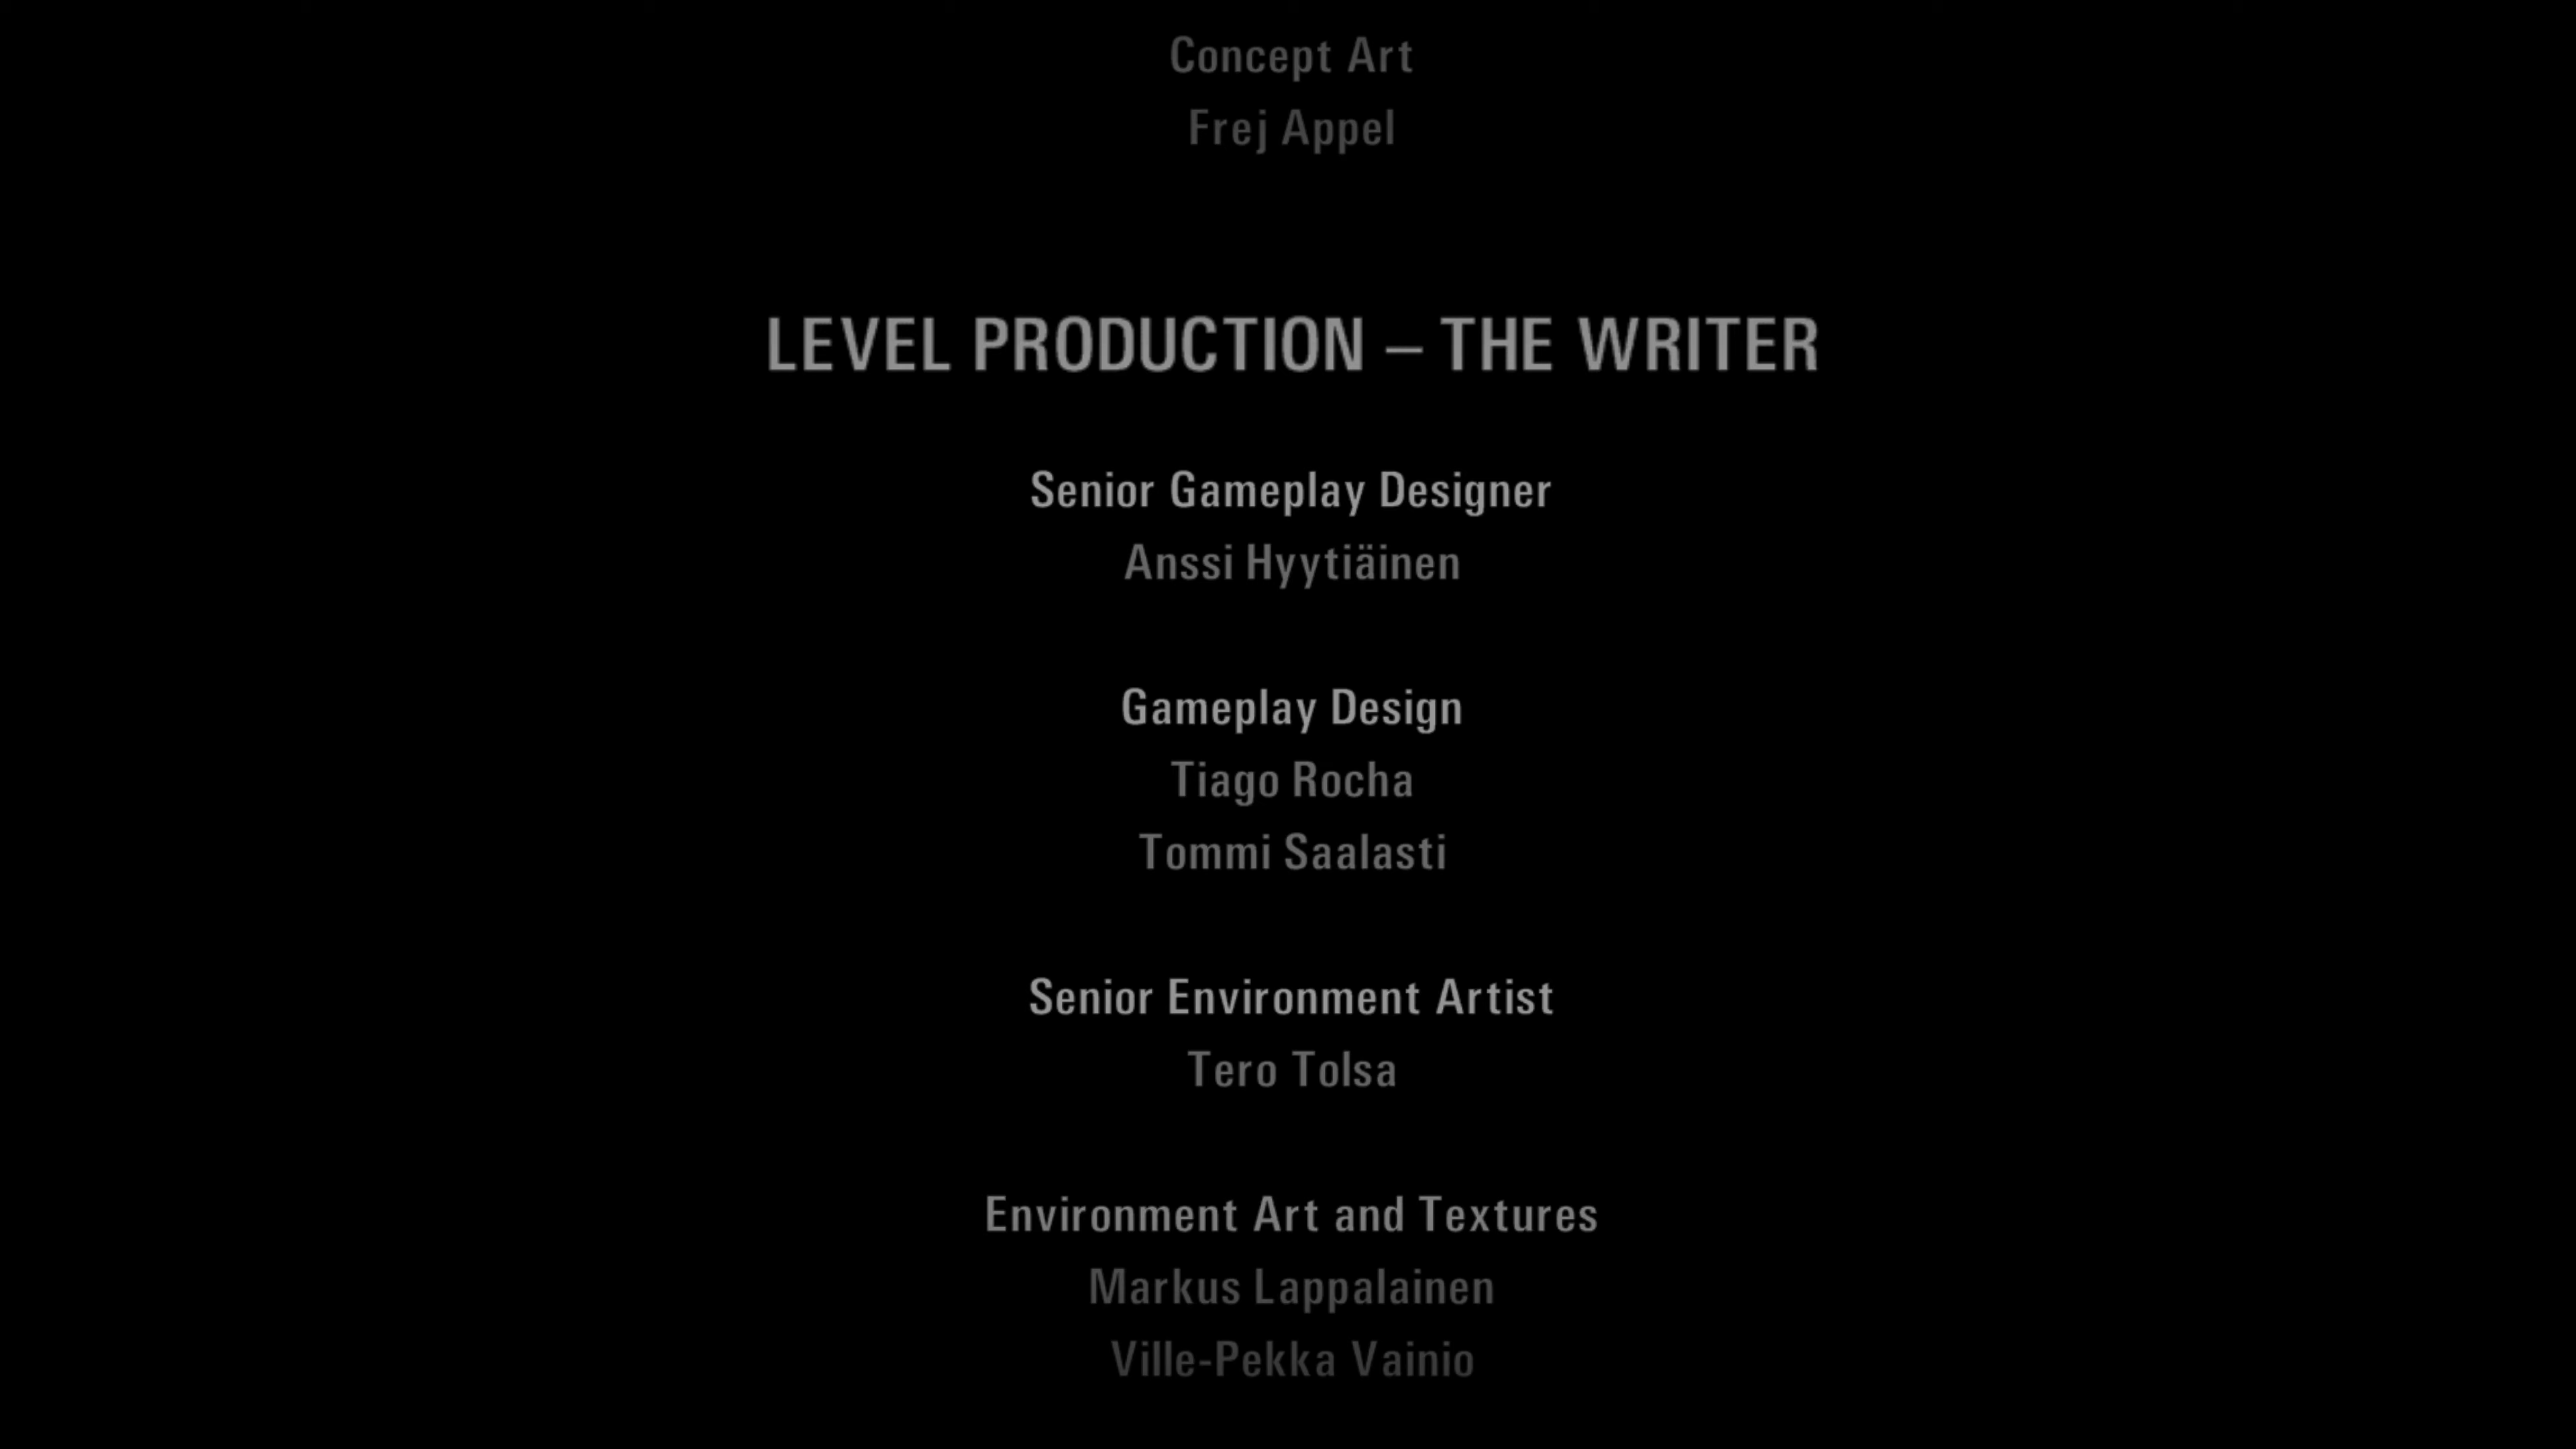 Concept Art
Frej Appel
LEVEL PRODUCTION – THE WRITER
Senior Gameplay Designer
Anssi Hyytiäinen
Gameplay Design
Tiago Rocha
Tommi Saalasti
Senior Environment Artist
Tero Tolsa
Environment Art and Textures
Markus Lappalainen
Ville-Pekka Vainio